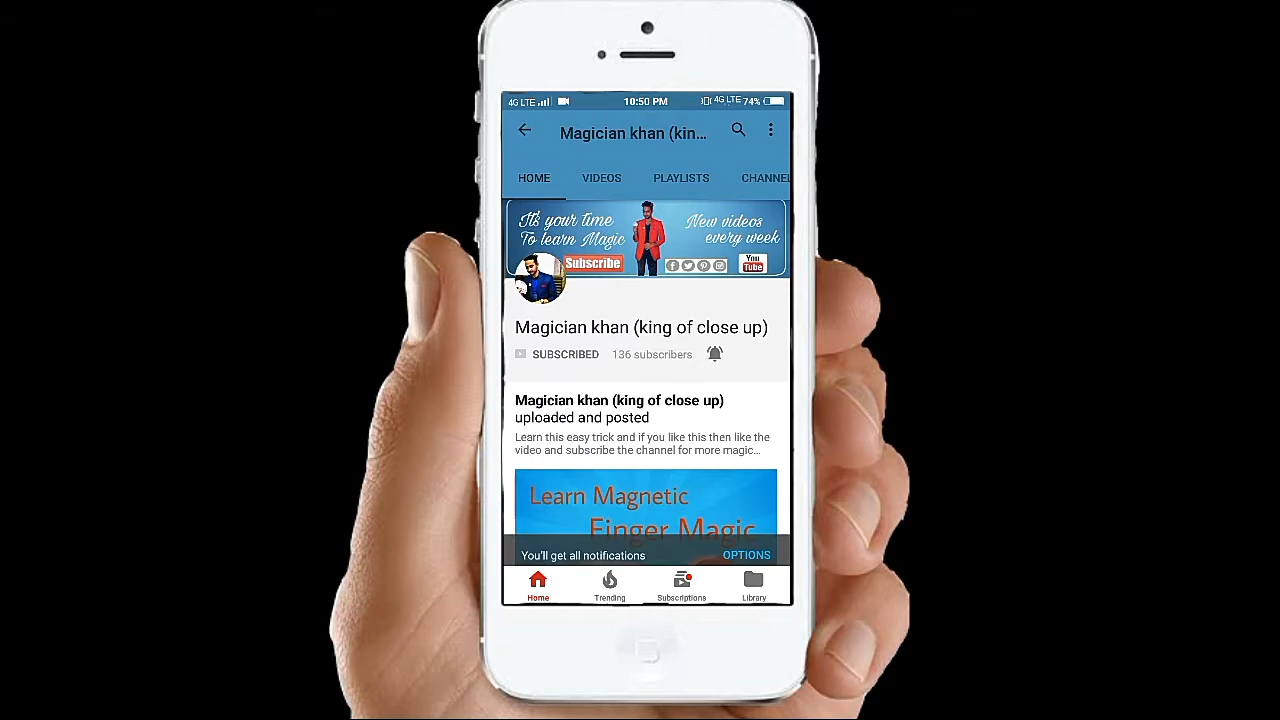 4G LTE 10:50 PM 4G LTE 74%
Magician khan (kin...
HOME VIDEOS PLAYLISTS CHANNEL
It's your time
To learn Magic
Subscribe
New videos
every week
You
Tube
Magician khan (king of close up)
SUBSCRIBED 136 subscribers
Magician khan (king of close up)
uploaded and posted
Learn this easy trick and if you like this then like the
video and subscribe the channel for more magic...
Learn Magnetic
Finger Magic
You'll get all notifications OPTIONS
Home Trending Subscriptions Library